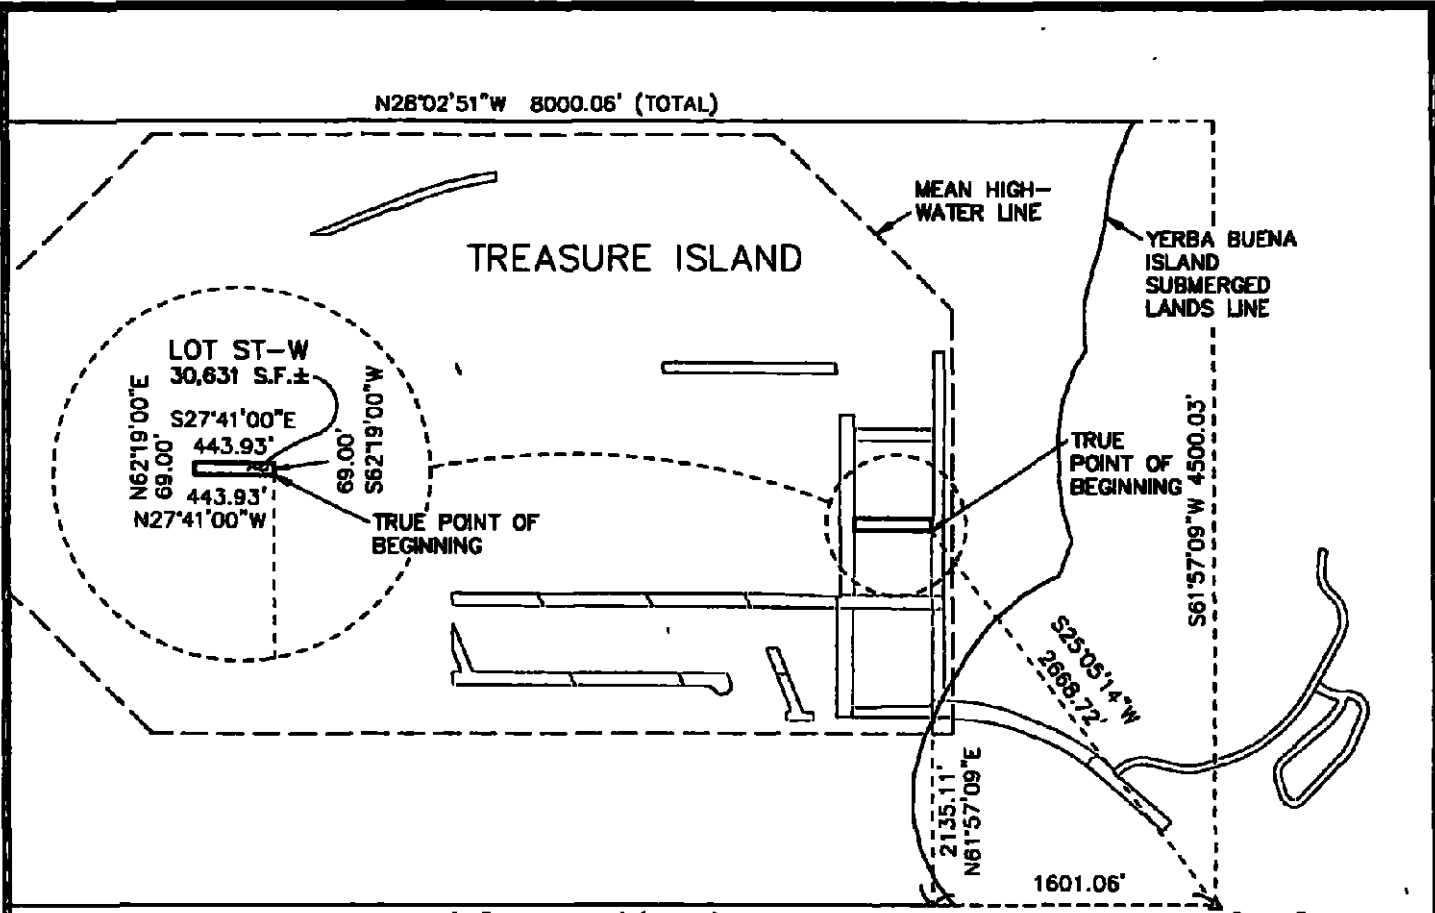 N28°02'51"W 8000.06' (TOTAL)
MEAN HIGH-
WATER LINE
TREASURE ISLAND
YERBA BUENA
ISLAND
SUBMERGED
LANDS LINE
LOT ST-W
30,631 S.F.±
S27°41'00"E
443.93'
N62°19'00"E
69.00'
69.00'
S62°19'00"W
443.93'
N27°41'00"W
TRUE POINT OF
BEGINNING
TRUE
POINT OF
BEGINNING
S61°57'09"W 4500.03'
S25°05'14"W
2668.72'
2135.11'
N61°57'09"E
1601.06'